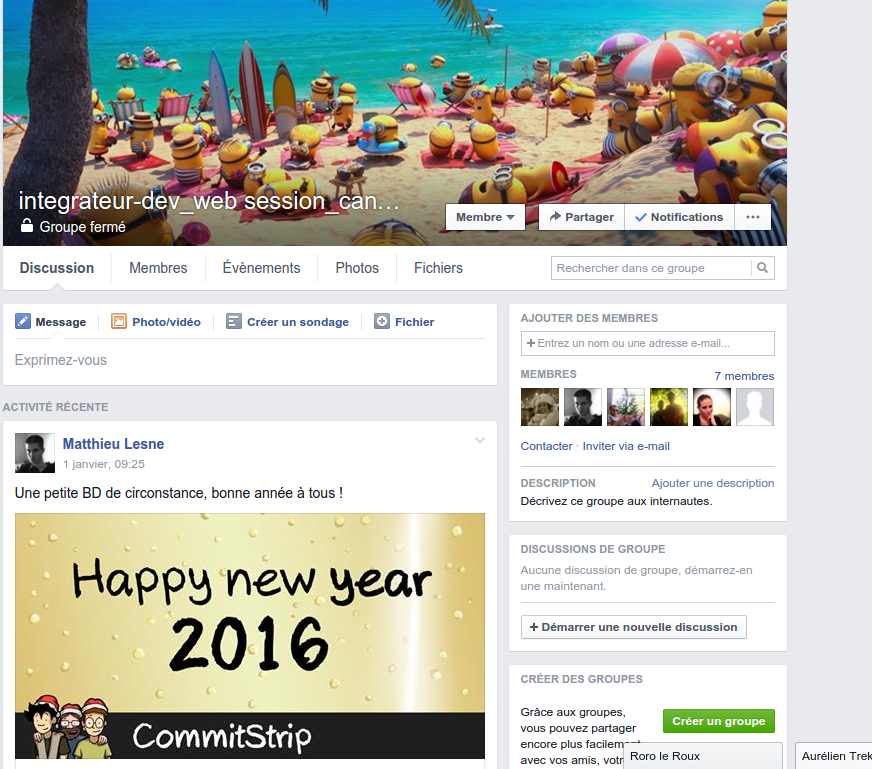 integrateur-dev_web session_can…
Groupe fermé
Membre
Partager
Notifications
Discussion
Membres
Évènements
Photos
Fichiers
Rechercher dans ce groupe
Message
Photo/vidéo
Créer un sondage
Fichier
Exprimez-vous
ACTIVITÉ RÉCENTE
Matthieu Lesne
1 janvier, 09:25
Une petite BD de circonstance, bonne année à tous !
Happy new year
2016
CommitStrip
AJOUTER DES MEMBRES
+ Entrez un nom ou une adresse e-mail...
MEMBRES
7 membres
Contacter · Inviter via e-mail
DESCRIPTION
Ajouter une description
Décrivez ce groupe aux internautes.
DISCUSSIONS DE GROUPE
Aucune discussion de groupe, démarrez-en
une maintenant.
+ Démarrer une nouvelle discussion
CRÉER DES GROUPES
Grâce aux groupes,
vous pouvez partager
encore plus facilement
avec vos amis, votr
Créer un groupe
Roro le Roux
Aurélien Trek